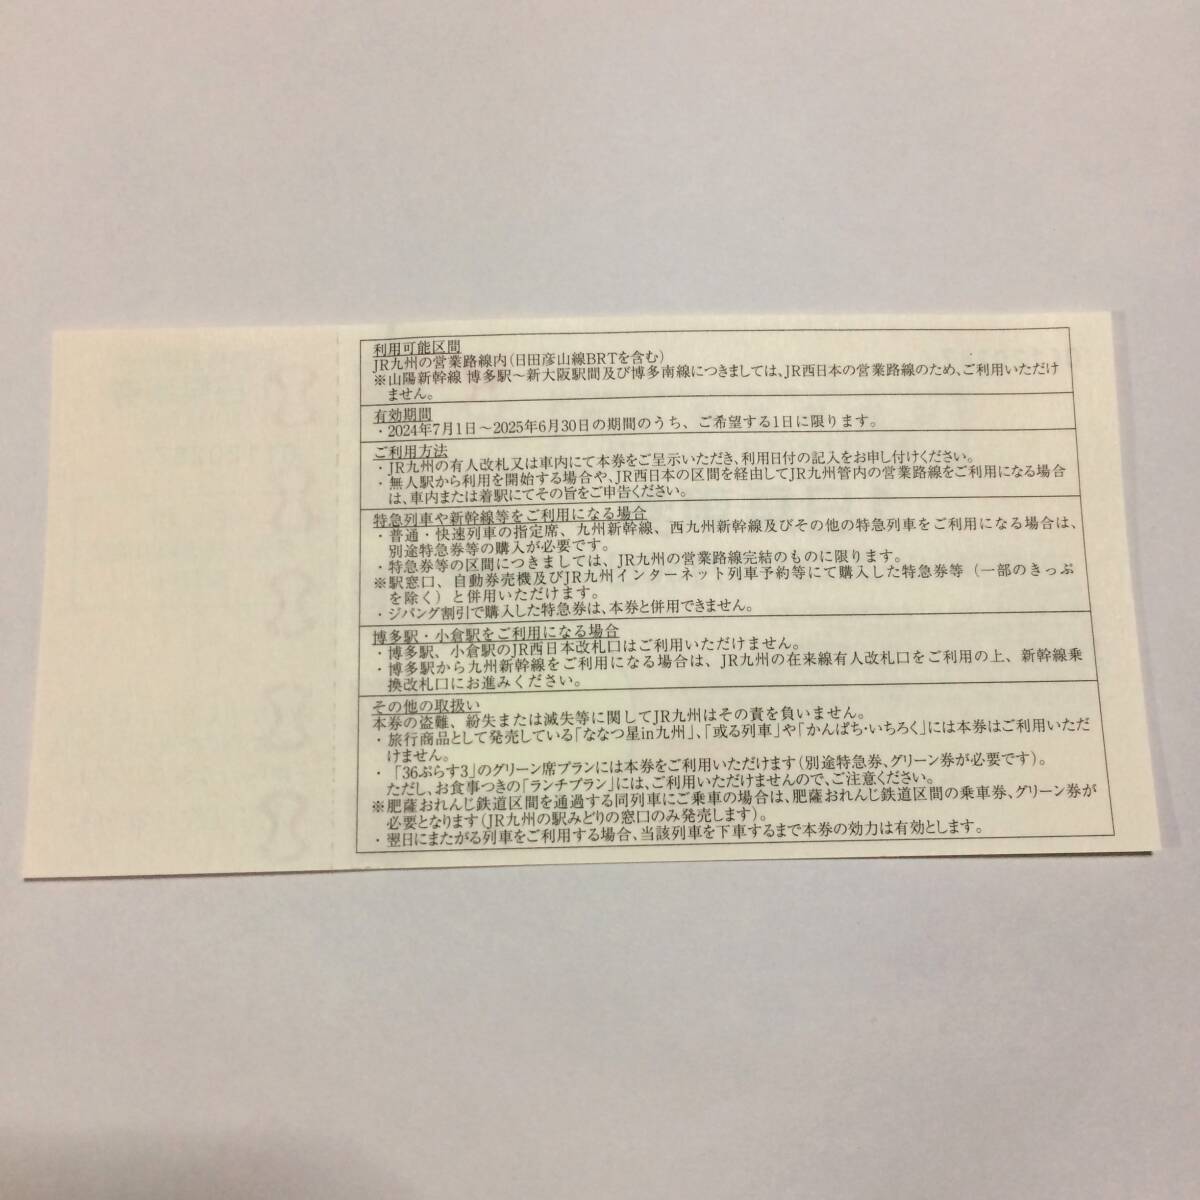 利用可能区間
JR九州の営業路線内(日田彦山線BRTを含む)
※山陽新幹線 博多駅〜新大阪駅間及び博多南線につきましては、JR西日本の営業路線のため、ご利用いただけ
ません。
有効期間
・2024年7月1日〜2025年6月30日の期間のうち、ご希望する1日に限ります。
ご利用方法
・JR九州の有人改札又は車内にて本券をご呈示いただき、利用日付の記入をお申し付けください。
・無人駅から利用を開始する場合や、JR西日本の区間を経由してJR九州管内の営業路線をご利用になる場合
は、車内または着駅にてその旨をご申告ください。
特急列車や新幹線等をご利用になる場合
・普通・快速列車の指定席、九州新幹線、西九州新幹線及びその他の特急列車をご利用になる場合は、
別途特急券等の購入が必要です。
・特急券等の区間につきましては、JR九州の営業路線完結のものに限ります。
※駅窓口、自動券売機及びJR九州インターネット列車予約等にて購入した特急券等（一部のきっぷ
を除く）と併用いただけます。
・ジパング割引で購入した特急券は、本券と併用できません。
博多駅・小倉駅をご利用になる場合
・博多駅、小倉駅のJR西日本改札口はご利用いただけません。
・博多駅から九州新幹線をご利用になる場合は、JR九州の在来線有人改札口をご利用の上、新幹線乗
換改札口にお進みください。
その他の取扱い
本券の盗難、紛失または滅失等に関してJR九州はその責を負いません。
・旅行商品として発売している「ななつ星in九州」、「或る列車」や「かんぱち・いちろく」には本券はご利用いただ
けません。
・「36ぷらす3」のグリーン席プランには本券をご利用いただけます(別途特急券、グリーン券が必要です)。
ただし、お食事つきの「ランチプラン」には、ご利用いただけませんので、ご注意ください。
※肥薩おれんじ鉄道区間を通過する同列車にご乗車の場合は、肥薩おれんじ鉄道区間の乗車券、グリーン券が
必要となります(JR九州の駅みどりの窓口のみ発売します)。
・翌日にまたがる列車をご利用する場合、当該列車を下車するまで本券の効力は有効とします。